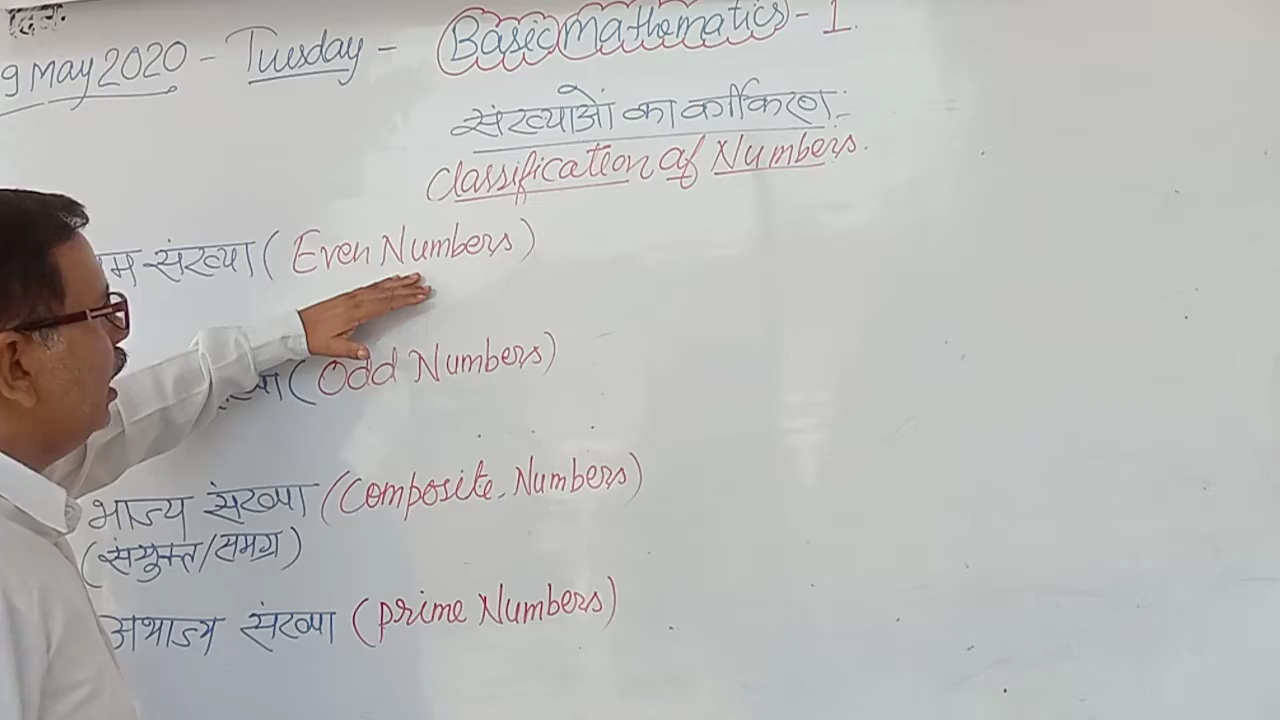 9 May 2020 - Tuesday - Basic Mathematics - 1.
संख्याओं का वर्गीकरण :-
Classification of Numbers.
म संख्या ( Even Numbers )
( Odd Numbers )
भाज्य संख्या ( Composite Numbers )
( संयुक्त / समग्र )
अभाज्य संख्या ( Prime Numbers )